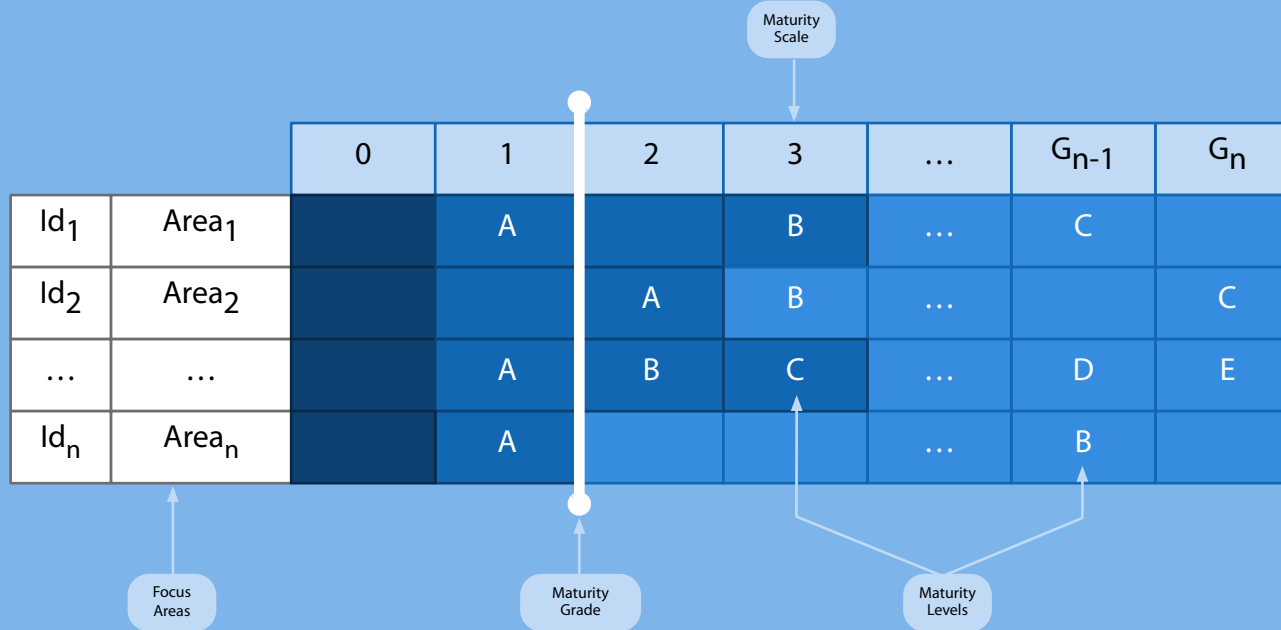 Maturity
Scale
0 1 2 3 … Gn-1 Gn
Id1 Area1 A B … C
Id2 Area2 A B … C
… … A B C … D E
Idn Arean A … B
Focus
Areas
Maturity
Grade
Maturity
Levels